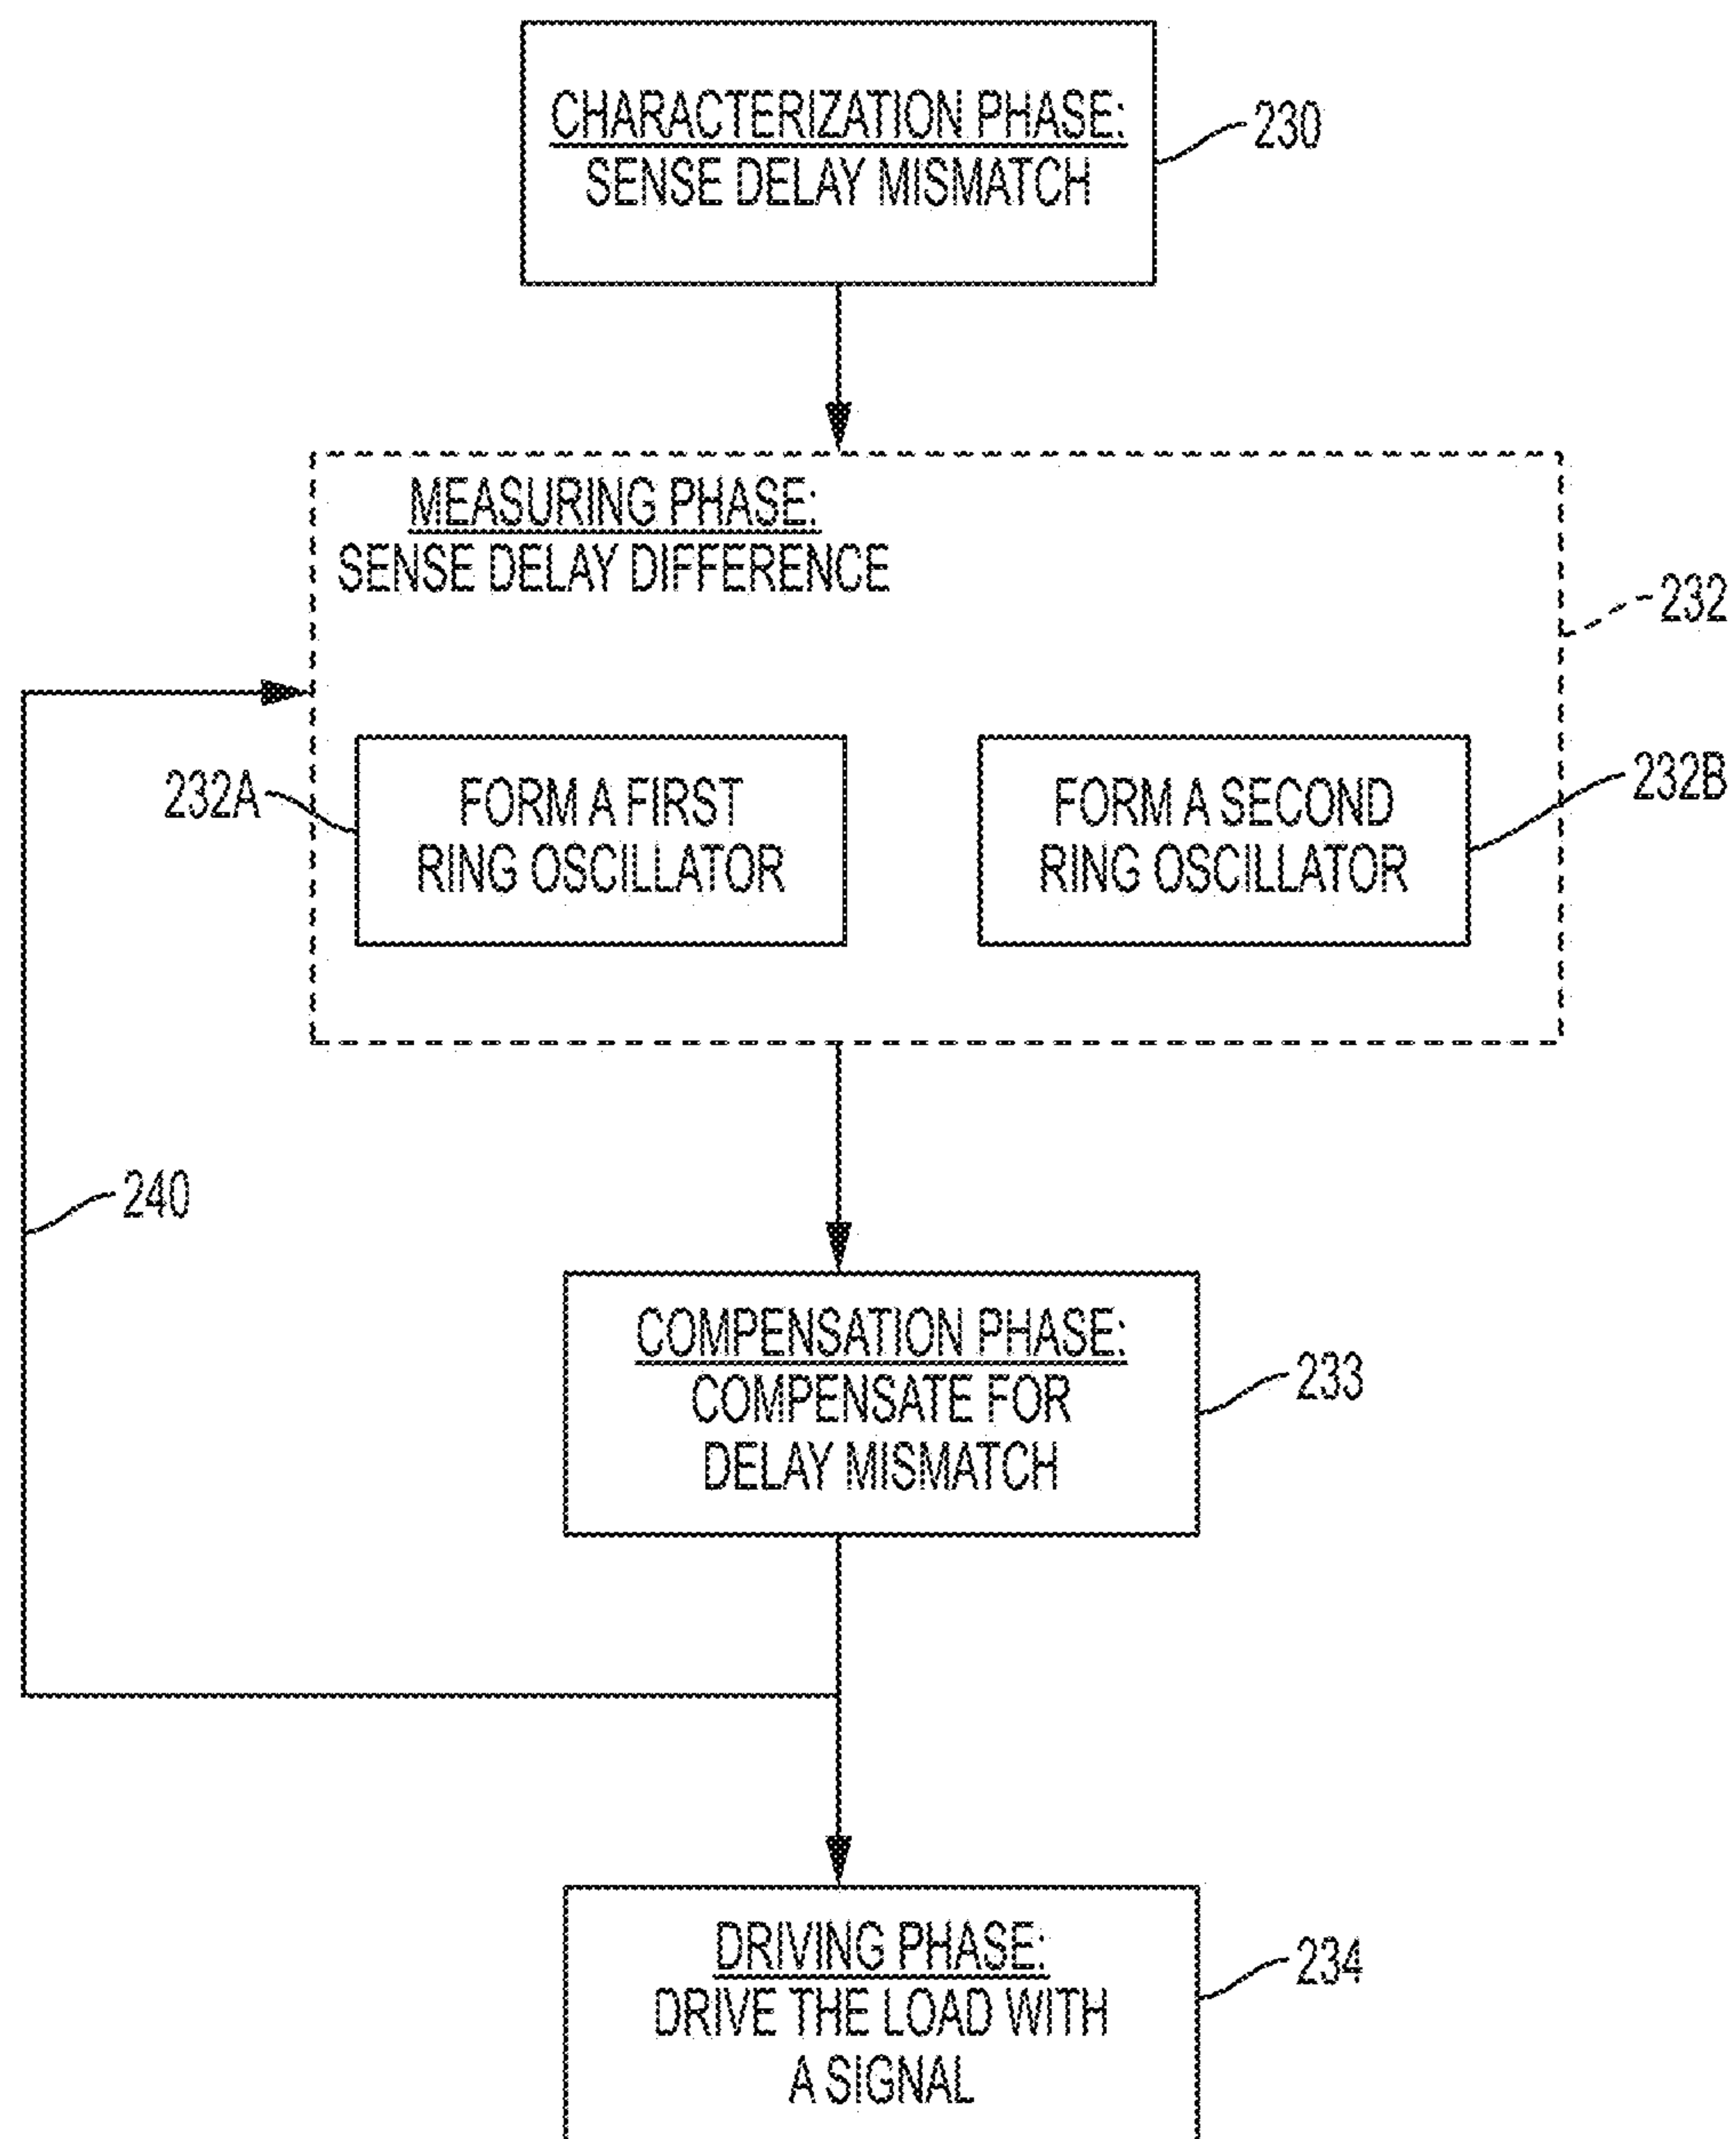 CHARACTERIZATION PHASE:
SENSE DELAY MISMATCH
230
MEASURING PHASE:
SENSE DELAY DIFFERENCE
232
232A
FORM A FIRST
RING OSCILLATOR
FORM A SECOND
RING OSCILLATOR
232B
240
COMPENSATION PHASE:
COMPENSATE FOR
DELAY MISMATCH
233
DRIVING PHASE:
DRIVE THE LOAD WITH
A SIGNAL
234